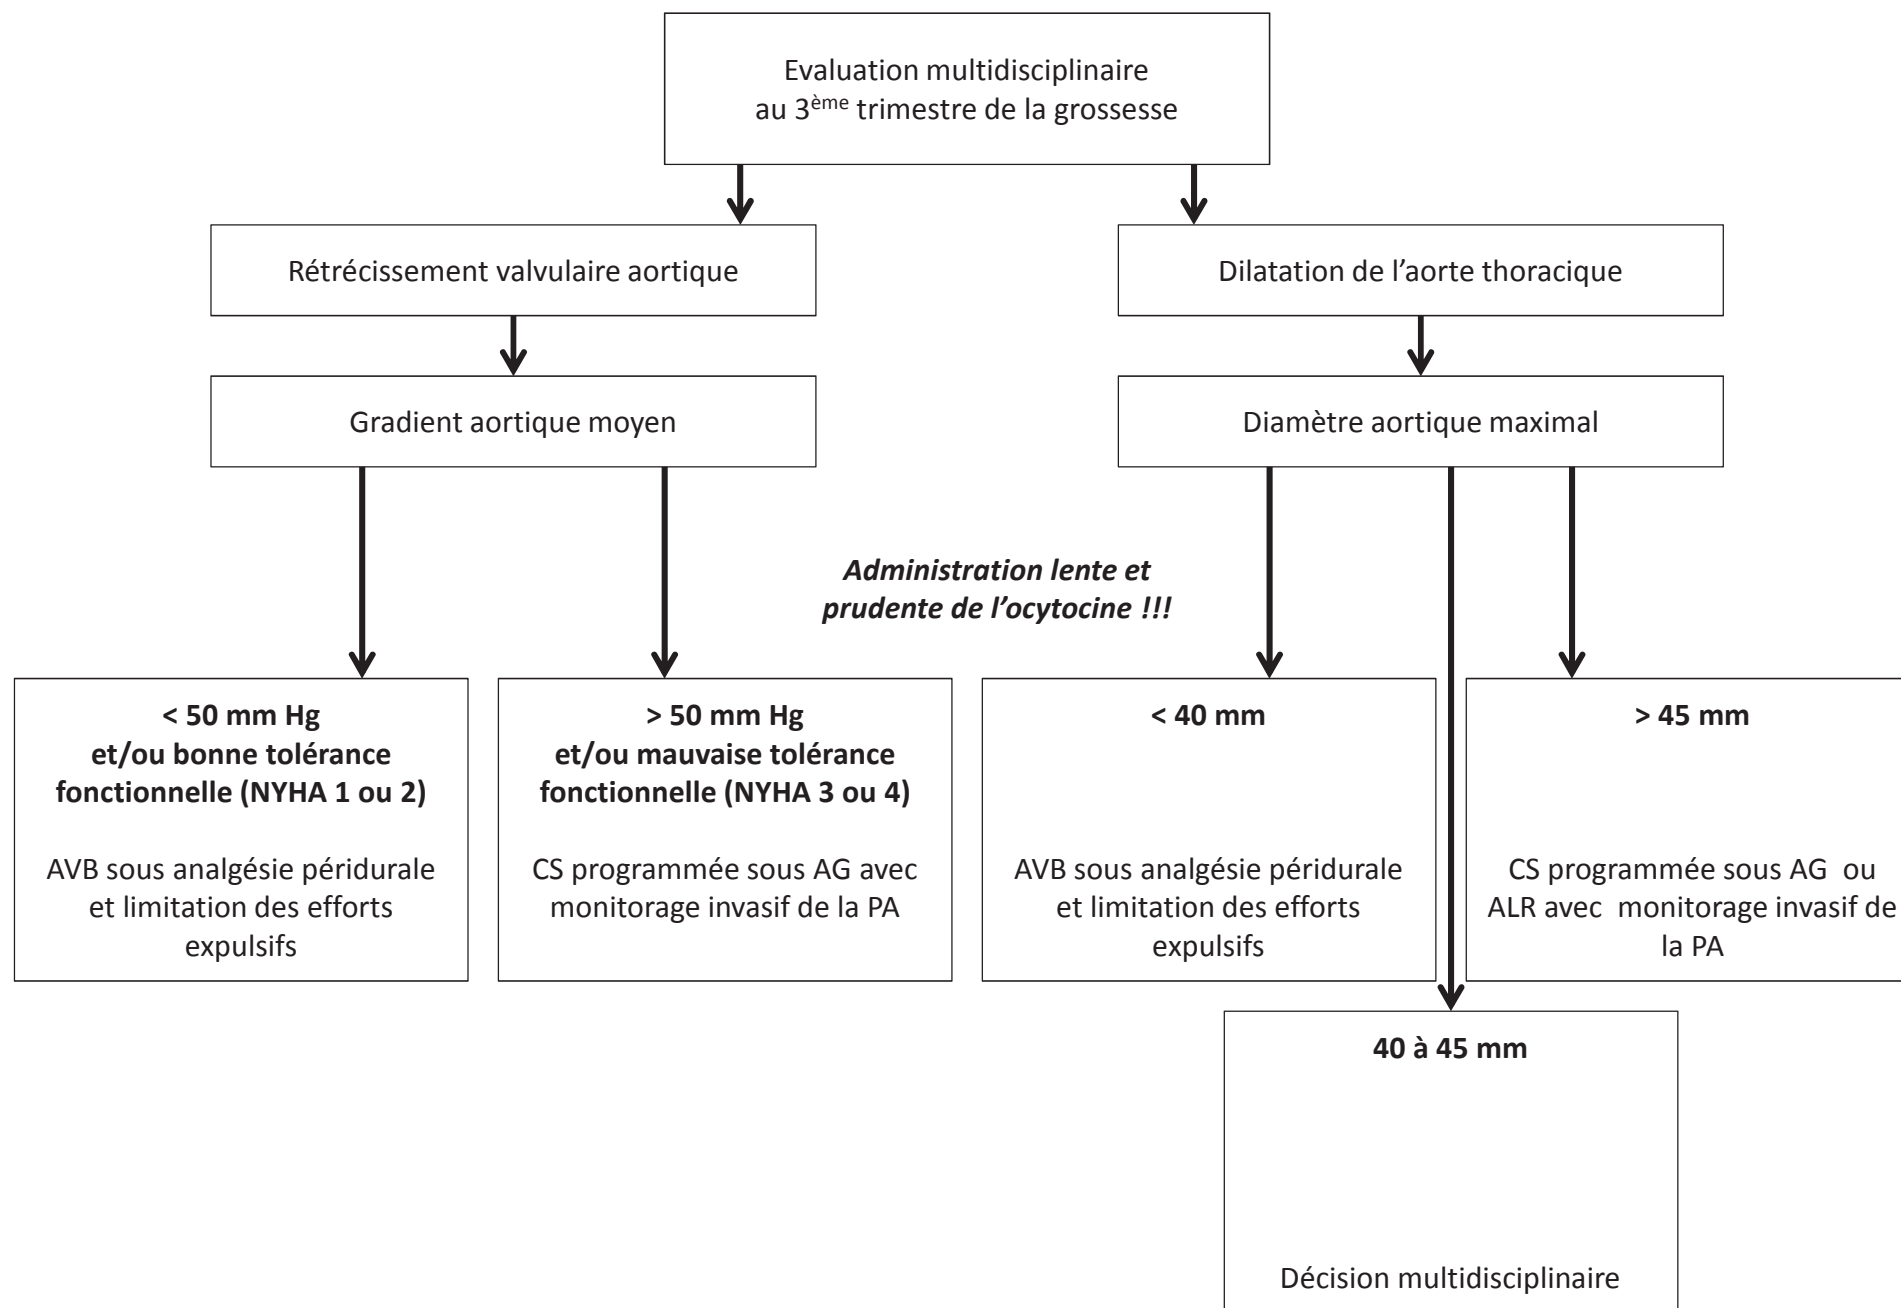 Evaluation multidisciplinaire
au 3ème trimestre de la grossesse
Rétrécissement valvulaire aortique
Dilatation de l’aorte thoracique
Gradient aortique moyen
Diamètre aortique maximal
Administration lente et
prudente de l’ocytocine !!!
< 50 mm Hg
et/ou bonne tolérance
fonctionnelle (NYHA 1 ou 2)
AVB sous analgésie péridurale
et limitation des efforts
expulsifs
> 50 mm Hg
et/ou mauvaise tolérance
fonctionnelle (NYHA 3 ou 4)
CS programmée sous AG avec
monitorage invasif de la PA
< 40 mm
AVB sous analgésie péridurale
et limitation des efforts
expulsifs
> 45 mm
CS programmée sous AG ou
ALR avec monitorage invasif de
la PA
40 à 45 mm
Décision multidisciplinaire